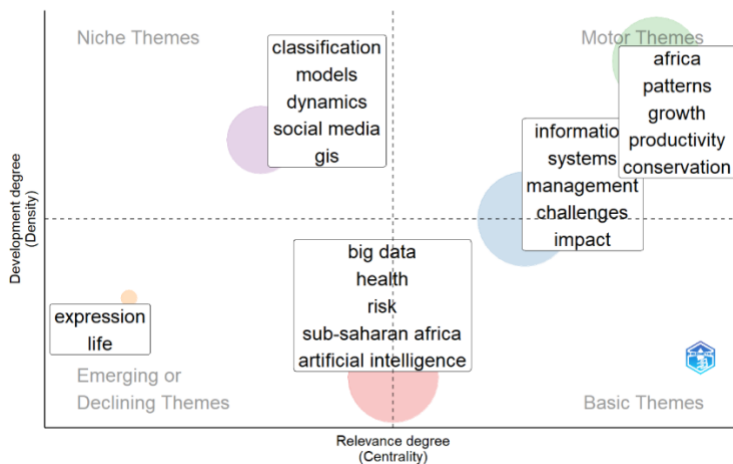 Niche Themes
Motor Themes
classification
models
dynamics
social media
gis
africa
patterns
growth
productivity
conservation
information
systems
management
challenges
impact
big data
health
risk
sub-saharan africa
artificial intelligence
expression
life
Emerging or
Declining Themes
Basic Themes
Development degree
(Density)
Relevance degree
(Centrality)